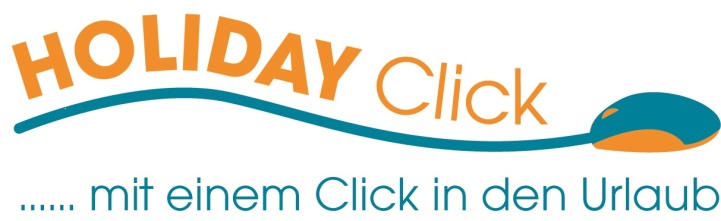 HOLIDAY Click
...... mit einem Click in den Urlaub